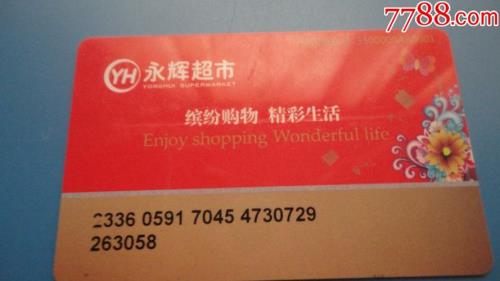 7788.com
YH 永辉超市
YONGHUI SUPERMARKET
缤纷购物 精彩生活
Enjoy shopping Wonderful life
2336 0591 7045 4730729
263058